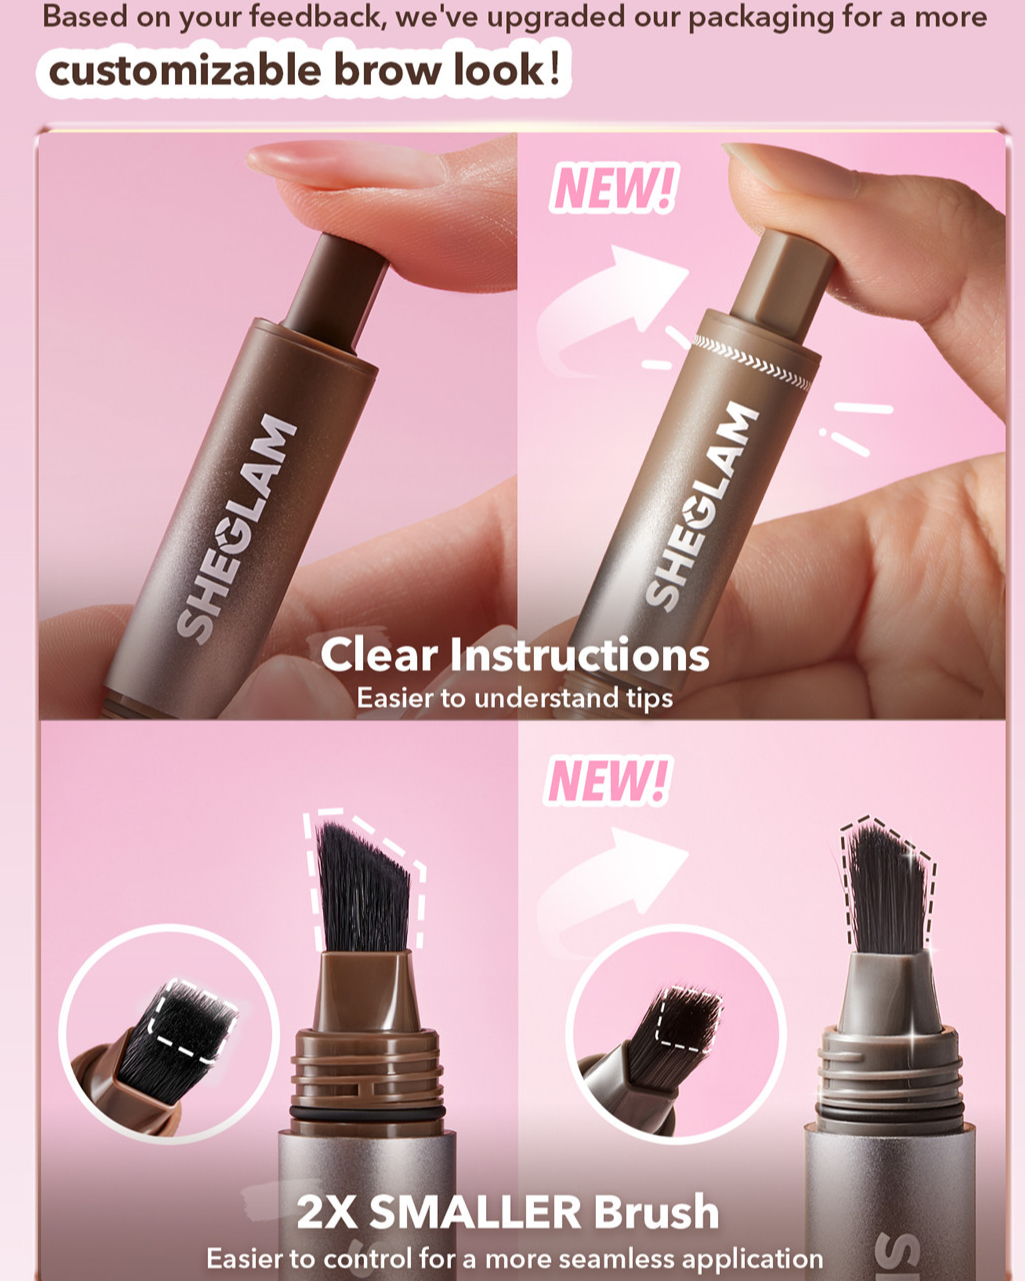 Based on your feedback, we've upgraded our packaging for a more
customizable brow look!
NEW!
SHEGLAM
SHEGLAM
Clear Instructions
Easier to understand tips
NEW!
2X SMALLER Brush
Easier to control for a more seamless application
S